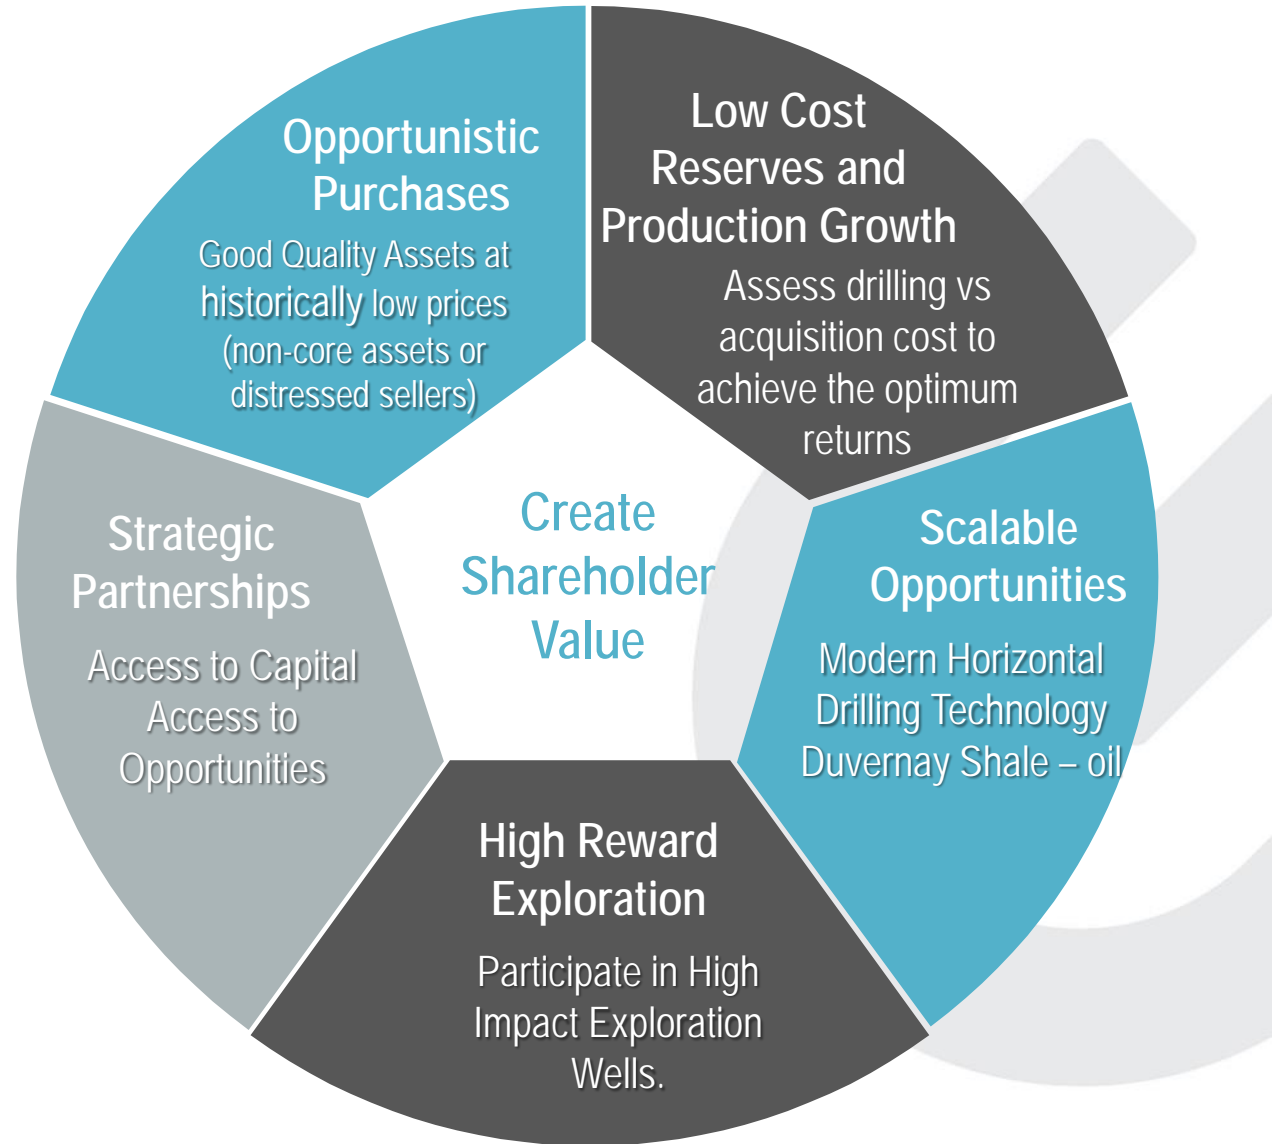 Opportunistic
Purchases
Good Quality Assets at
historically low prices
(non-core assets or
distressed sellers)
Low Cost
Reserves and
Production Growth
Assess drilling vs
acquisition cost to
achieve the optimum
returns
Strategic
Partnerships
Access to Capital
Access to
Opportunities
Create
Shareholder
Value
Scalable
Opportunities
Modern Horizontal
Drilling Technology
Duvernay Shale – oil
High Reward
Exploration
Participate in High
Impact Exploration
Wells.